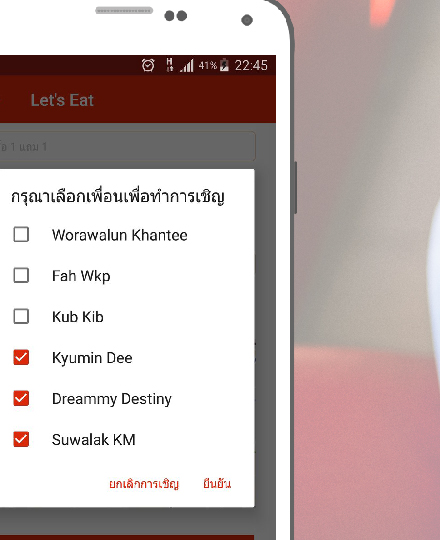 H
41%
22:45
Let's Eat
1 แถม 1
กรุณาเลือกเพื่อนเพื่อทำการเชิญ
Worawalun Khantee
Fah Wkp
Kub Kib
Kyumin Dee
Dreammy Destiny
Suwalak KM
ยกเลิกการเชิญ
ยืนยัน